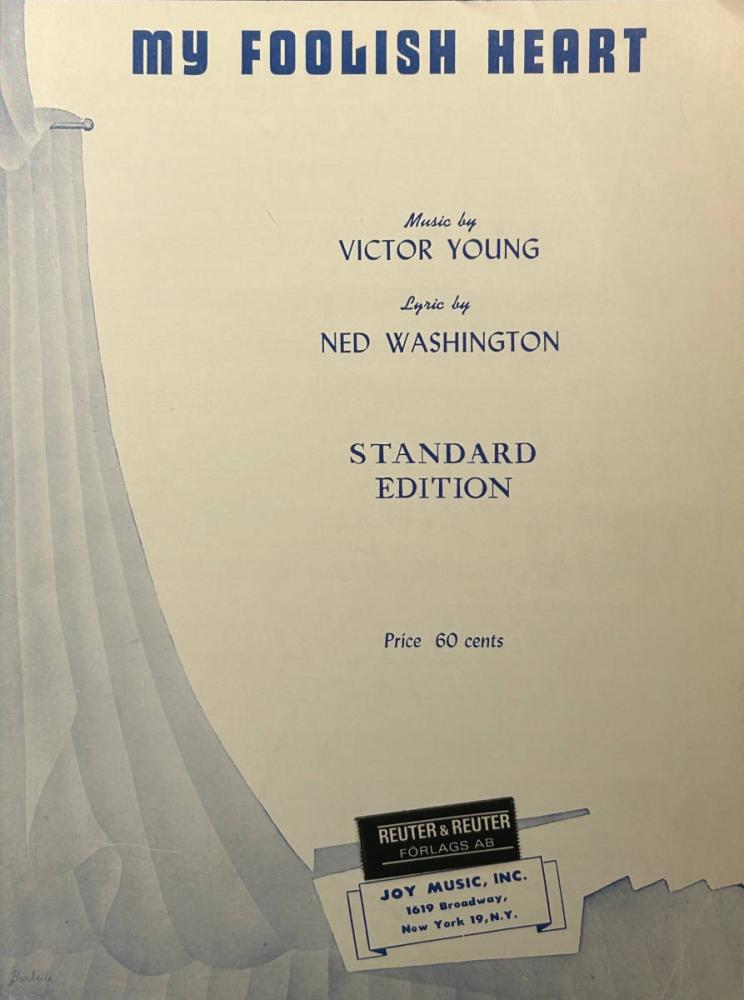 MY FOOLISH HEART
Music by
VICTOR YOUNG
Lyric by
NED WASHINGTON
STANDARD
EDITION
Price 60 cents
REUTER & REUTER
FÖRLAGS AB
JOY MUSIC, INC.
1619 Broadway,
New York 19, N.Y.